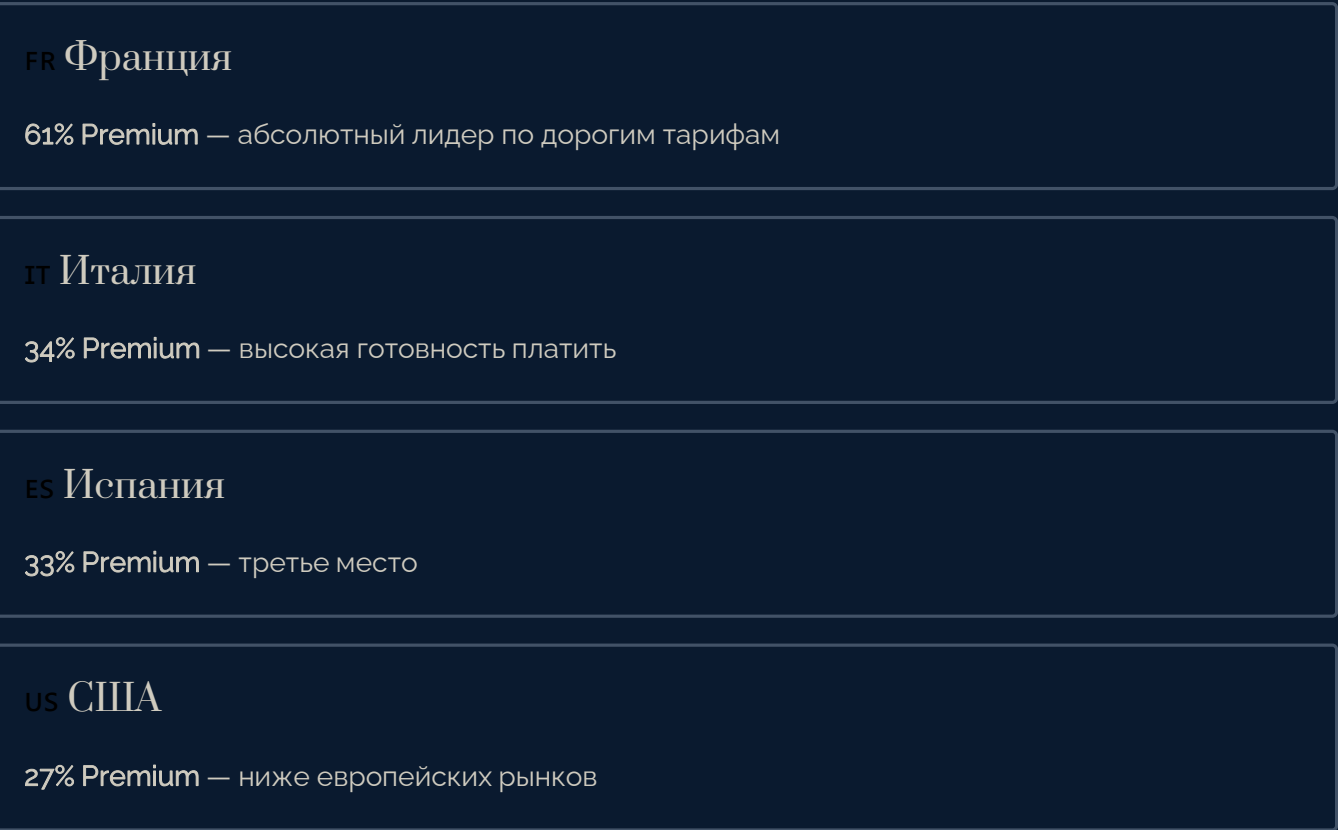 FR Франция
61% Premium — абсолютный лидер по дорогим тарифам
IT Италия
34% Premium — высокая готовность платить
ES Испания
33% Premium — третье место
US США
27% Premium — ниже европейских рынков